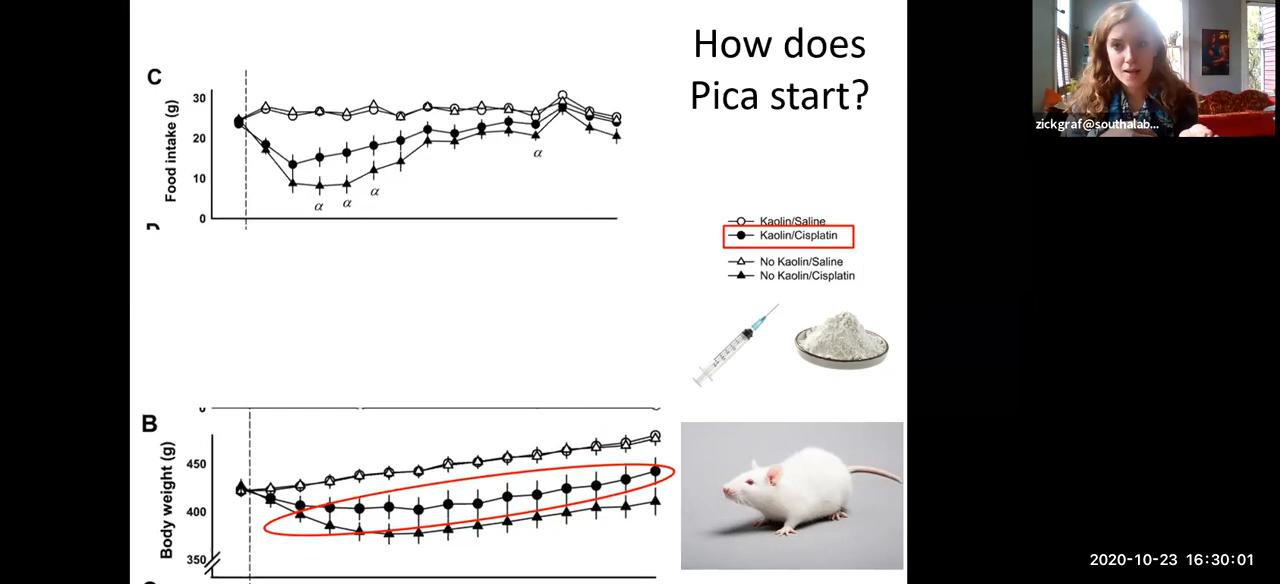 How does
Pica start?
C
Food intake (g)
30
20
10
0
α
α
α
α
Kaolin/Saline
Kaolin/Cisplatin
No Kaolin/Saline
No Kaolin/Cisplatin
B
Body weight (g)
450
400
350
zickgraf@southalab...
2020-10-23 16:30:01